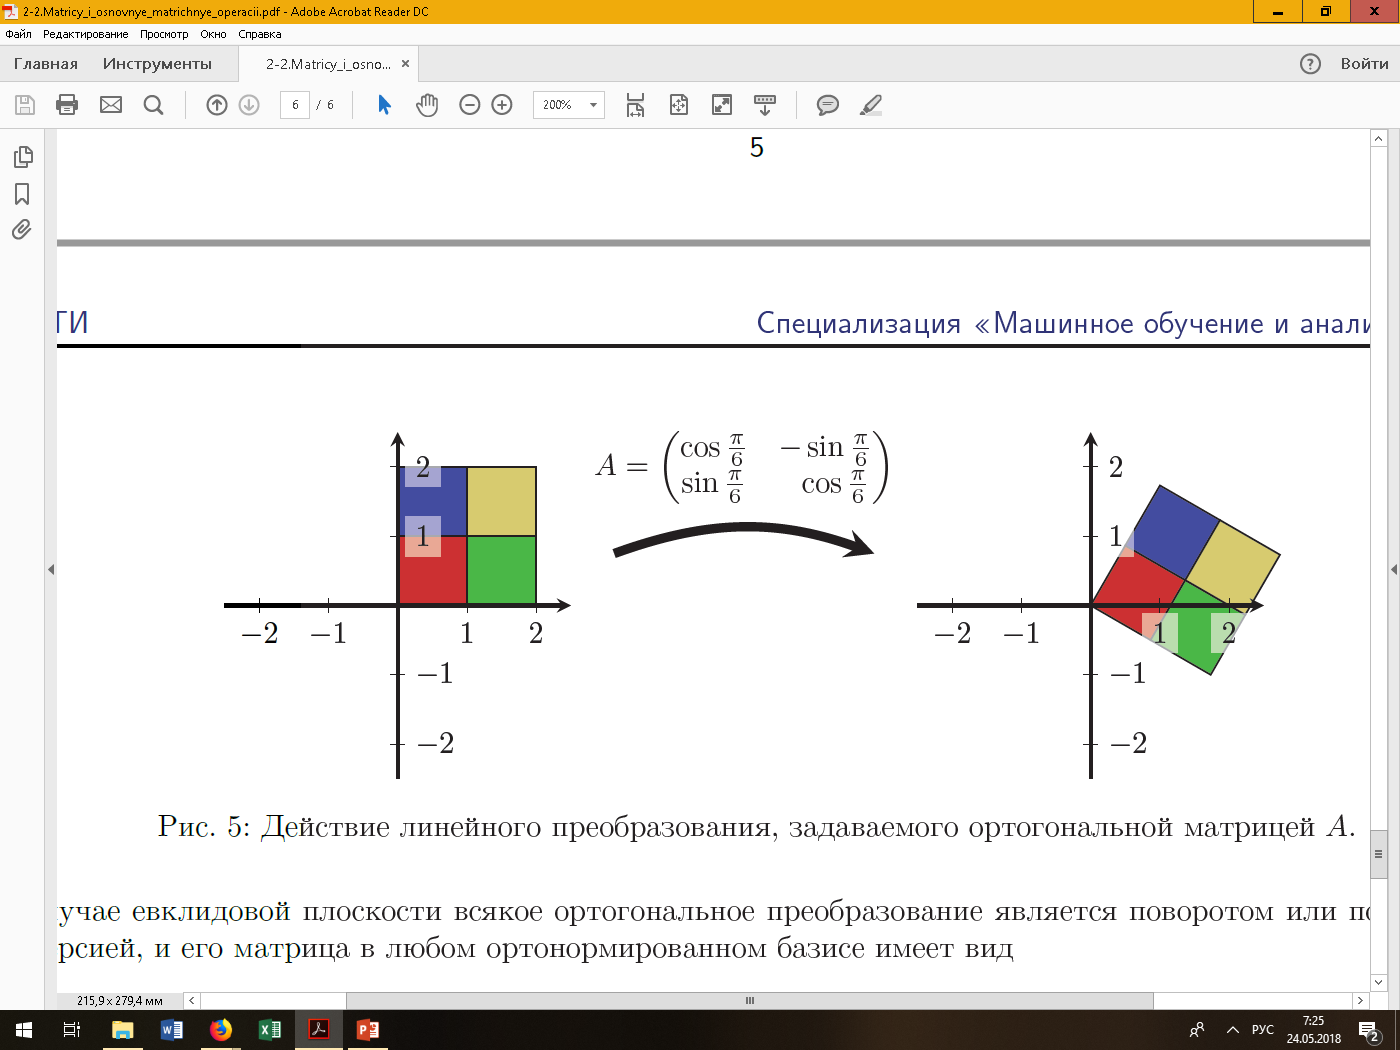 2-2.Matricy_i_osnovnye_matrichnye_operacii.pdf - Adobe Acrobat Reader DC
Файл Редактирование Просмотр Окно Справка
Главная Инструменты 2-2.Matricy_i_osno... × ? Войти
6 / 6 200%
5
ТИ Специализация «Машинное обучение и анали
A = (cos π/6 − sin π/6
sin π/6 cos π/6)
2
1
−2 −1 1 2
−1
−2
2
1
−2 −1 1 2
−1
−2
Рис. 5: Действие линейного преобразования, задаваемого ортогональной матрицей A.
учае евклидовой плоскости всякое ортогональное преобразование является поворотом или по
рсией, и его матрица в любом ортонормированном базисе имеет вид
215,9 x 279,4 мм
РУС 7:25
24.05.2018 2